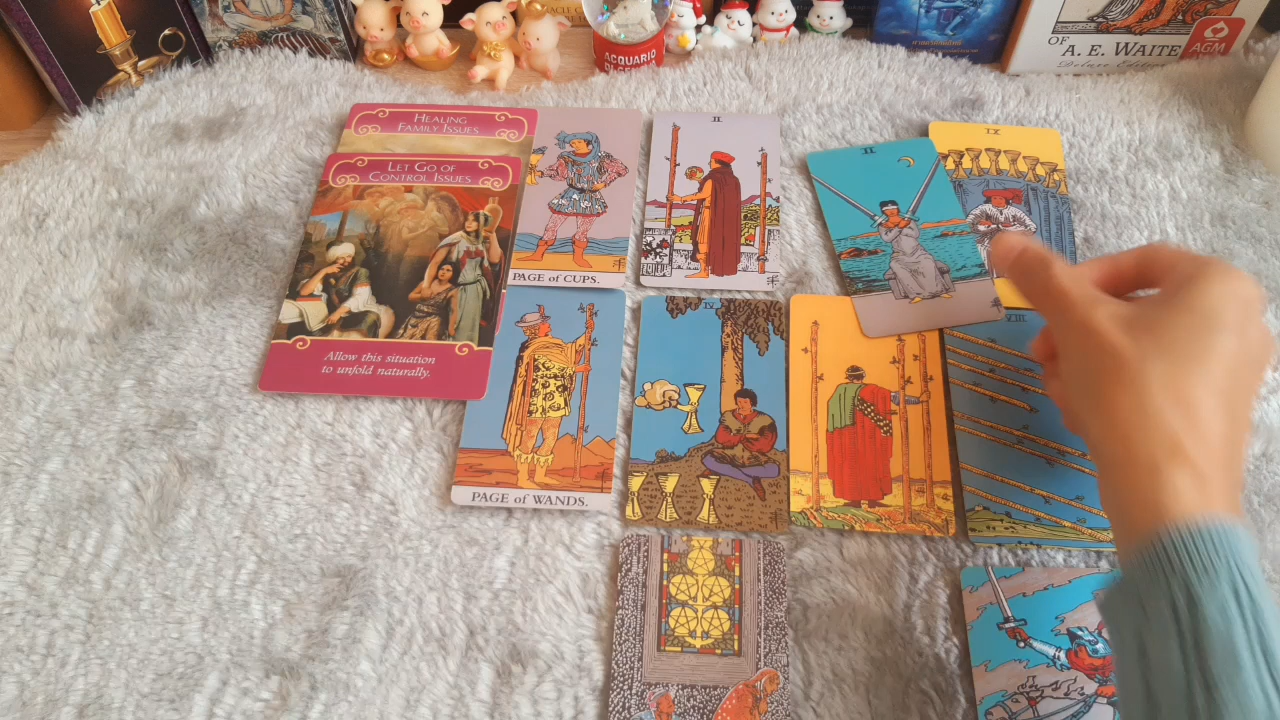 ACQUARIO
OF A. E. WAITE
AGM
Deluxe Edition
HEALING
FAMILY ISSUES
LET GO OF
CONTROL ISSUES
Allow this situation
to unfold naturally.
PAGE of CUPS.
II
II
IX
PAGE of WANDS.
IV
VIII